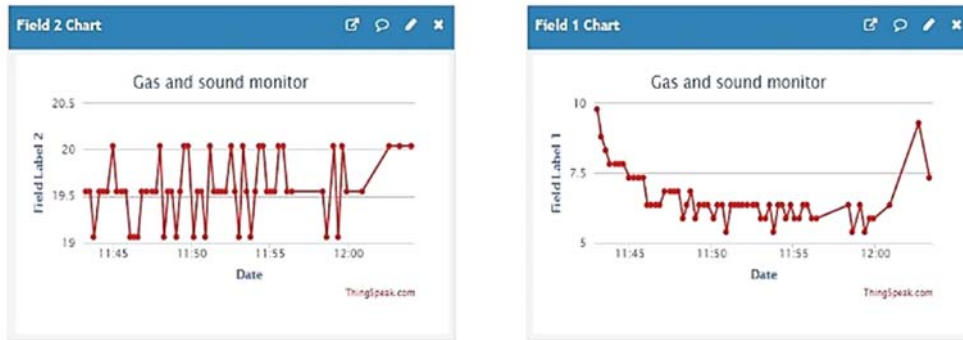 Field 2 Chart
Gas and sound monitor
Field Label 2
20.5
20
19.5
19
11:45
11:50
11:55
12:00
Date
ThingSpeak.com
Field 1 Chart
Gas and sound monitor
Field Label 1
10
7.5
5
11:45
11:50
11:55
12:00
Date
ThingSpeak.com